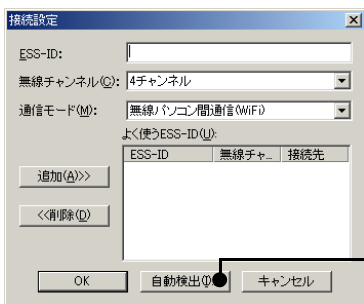 接続設定
ESS-ID:
無線チャンネル(C): 4チャンネル
通信モード(M): 無線パソコン間通信(WiFi)
よく使うESS-ID(U):
ESS-ID 無線チャ... 接続先
追加(A)>>
<<削除(D)
OK 自動検出(I) キャンセル